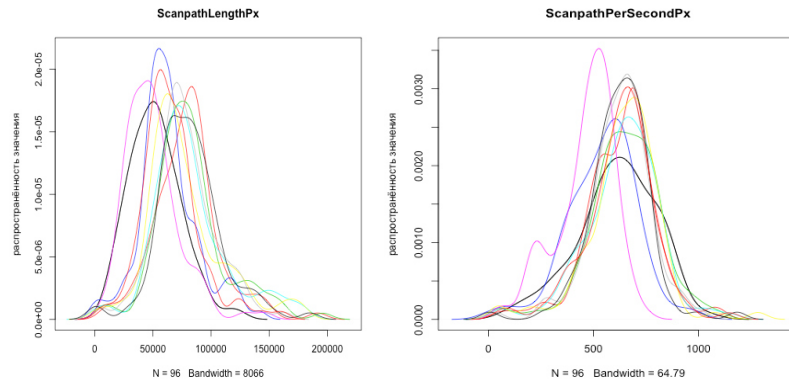 ScanpathLengthPx
распространённость значения
0.0e+00 5.0e-06 1.0e-05 1.5e-05 2.0e-05
0 50000 100000 150000 200000
N = 96 Bandwidth = 8066
ScanpathPerSecondPx
распространённость значения
0.0000 0.0010 0.0020 0.0030
0 500 1000
N = 96 Bandwidth = 64.79